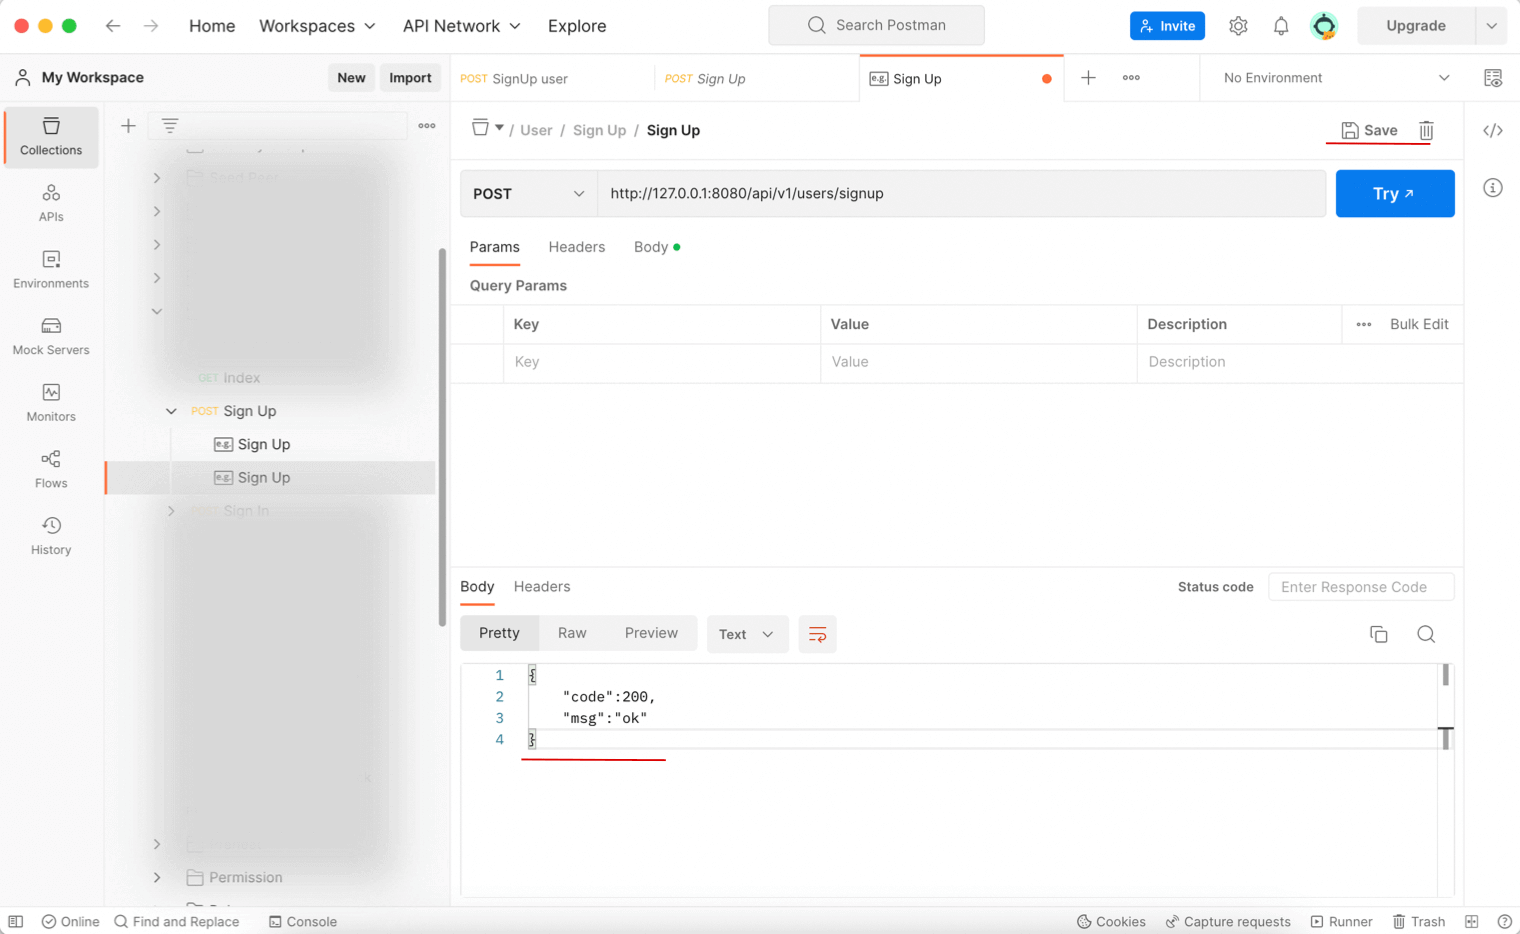 Home Workspaces API Network Explore Search Postman Invite Upgrade
My Workspace New Import POST SignUp user POST Sign Up e.g. Sign Up No Environment
Collections
APIs
Environments
Mock Servers
Monitors
Flows
History
GET Index
POST Sign Up
e.g. Sign Up
e.g. Sign Up
POST Sign In
Permission
/ User / Sign Up / Sign Up Save
POST http://127.0.0.1:8080/api/v1/users/signup Try
Params Headers Body
Query Params
Key Value Description Bulk Edit
Key Value Description
Body Headers Status code Enter Response Code
Pretty Raw Preview Text
1 {
2 "code":200,
3 "msg":"ok"
4 }
Online Find and Replace Console Cookies Capture requests Runner Trash